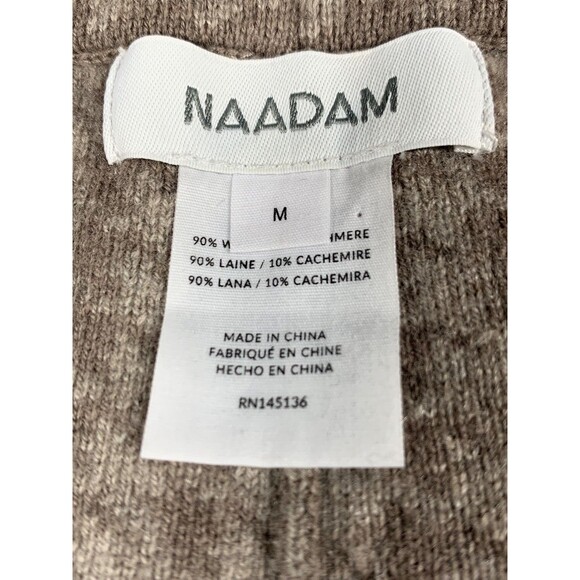 NAADAM
M
90%
90% LAINE / 10% CACHEMIRE
90% LANA / 10% CACHEMIRA
MADE IN CHINA
FABRIQUÉ EN CHINE
HECHO EN CHINA
RN145136